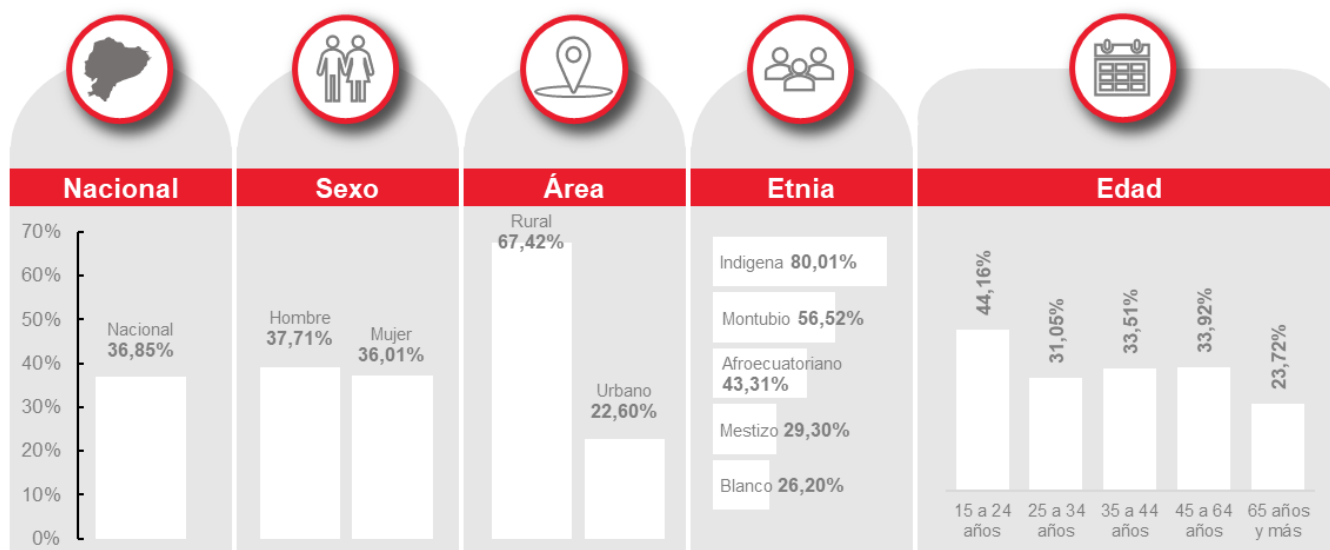 Nacional
Sexo
Área
Etnia
Edad
70%
60%
50%
40%
30%
20%
10%
0%
Nacional
36,85%
Hombre
37,71%
Mujer
36,01%
Rural
67,42%
Urbano
22,60%
Indigena 80,01%
Montubio 56,52%
Afroecuatoriano
43,31%
Mestizo 29,30%
Blanco 26,20%
44,16%
31,05%
33,51%
33,92%
23,72%
15 a 24
años
25 a 34
años
35 a 44
años
45 a 64
años
65 años
y más